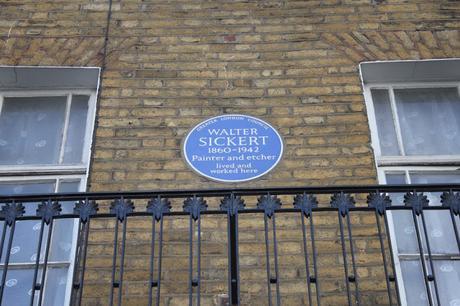 GREATER LONDON COUNCIL
WALTER
SICKERT
1860-1942
Painter and etcher
lived and
worked here